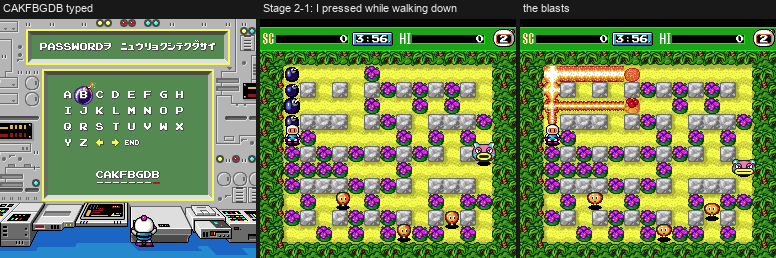 CAKFBGDB typed
Stage 2-1: I pressed while walking down
the blasts
PASSWORDヲ ニュウリョクシテクダサイ
A B C D E F G H
I J K L M N O P
Q R S T U V W X
Y Z ← → END
CAKFBGDB
SC 0 3:56 HI 0 2
SC 0 3:56 HI 0 2